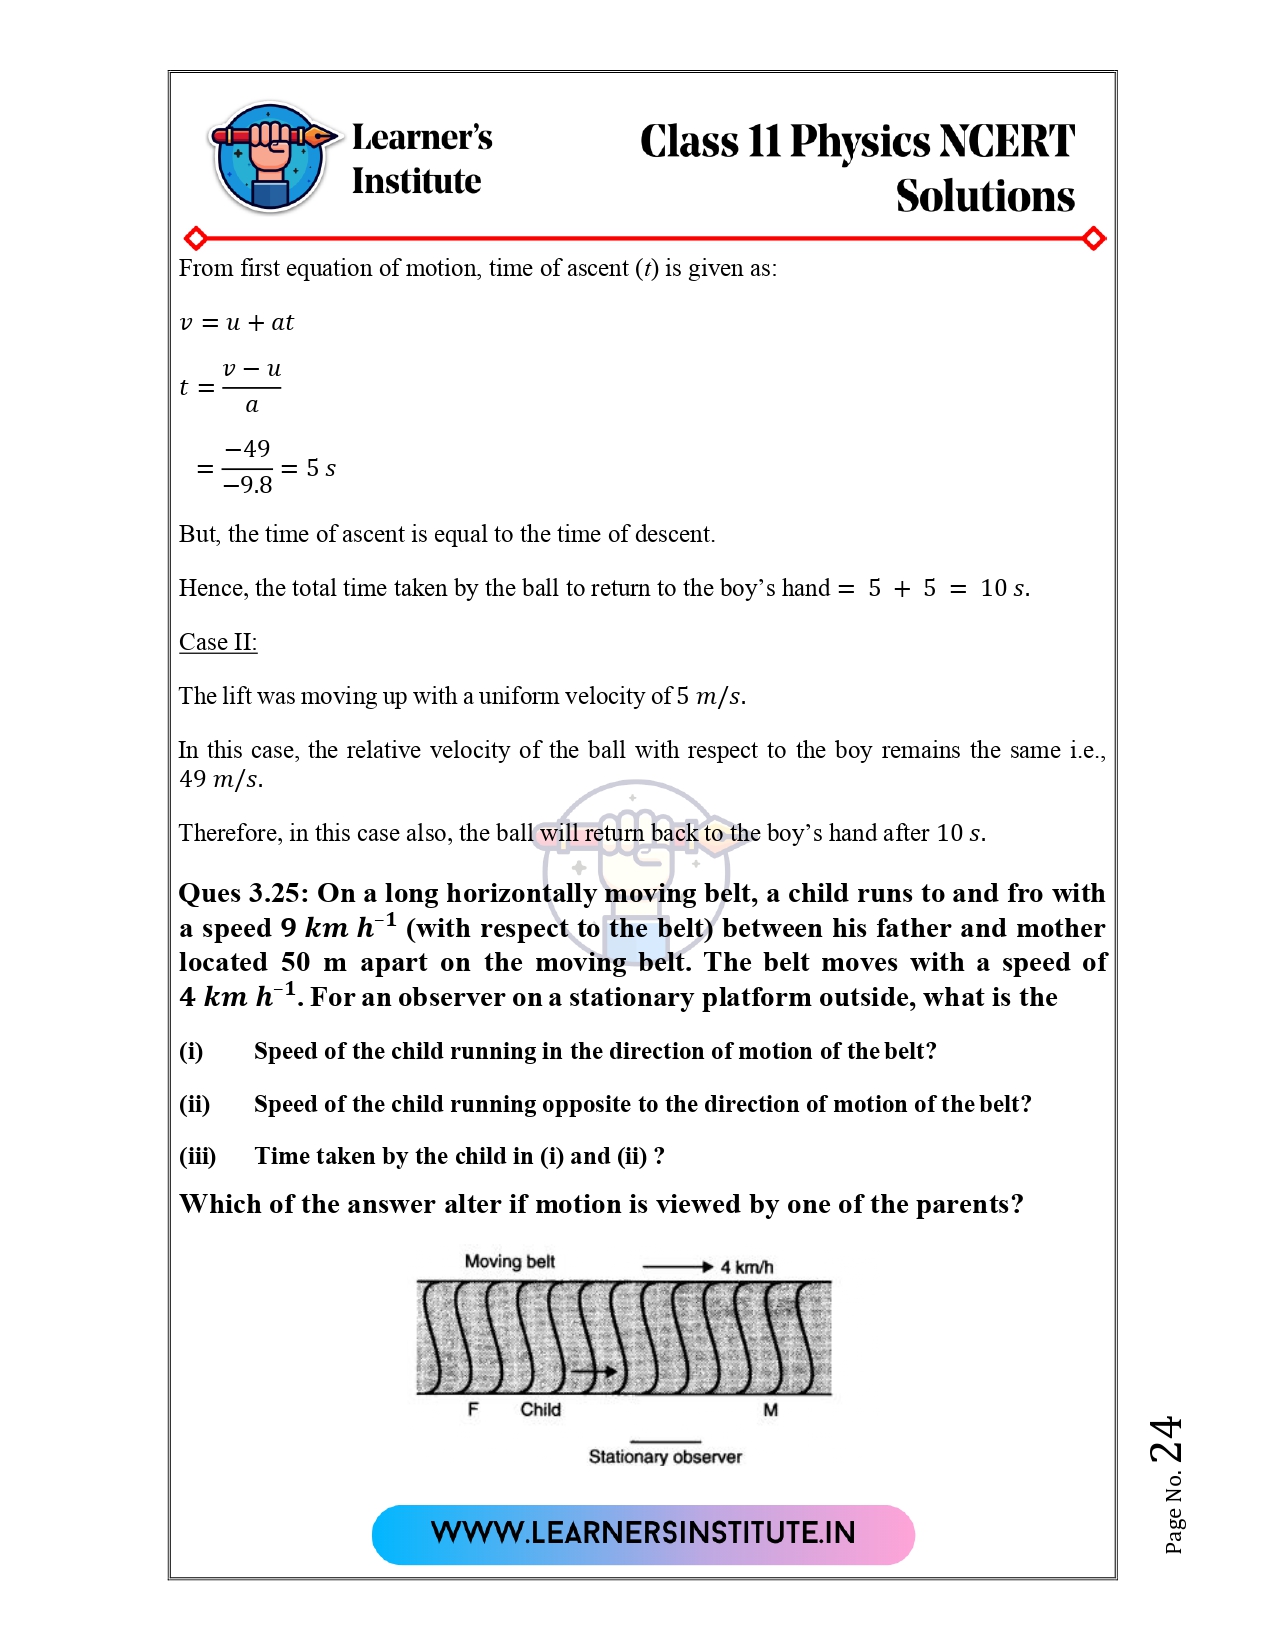 Learner's
Institute
Class 11 Physics NCERT
Solutions
From first equation of motion, time of ascent (t) is given as:
v = u + at
t = (v − u)/a
= −49/−9.8 = 5 s
But, the time of ascent is equal to the time of descent.
Hence, the total time taken by the ball to return to the boy's hand = 5 + 5 = 10 s.
Case II:
The lift was moving up with a uniform velocity of 5 m/s.
In this case, the relative velocity of the ball with respect to the boy remains the same i.e.,
49 m/s.
Therefore, in this case also, the ball will return back to the boy's hand after 10 s.
Ques 3.25: On a long horizontally moving belt, a child runs to and fro with
a speed 9 km h⁻¹ (with respect to the belt) between his father and mother
located 50 m apart on the moving belt. The belt moves with a speed of
4 km h⁻¹. For an observer on a stationary platform outside, what is the
(i) Speed of the child running in the direction of motion of the belt?
(ii) Speed of the child running opposite to the direction of motion of the belt?
(iii) Time taken by the child in (i) and (ii) ?
Which of the answer alter if motion is viewed by one of the parents?
Moving belt 4 km/h
F Child M
Stationary observer
WWW.LEARNERSINSTITUTE.IN
Page No. 24